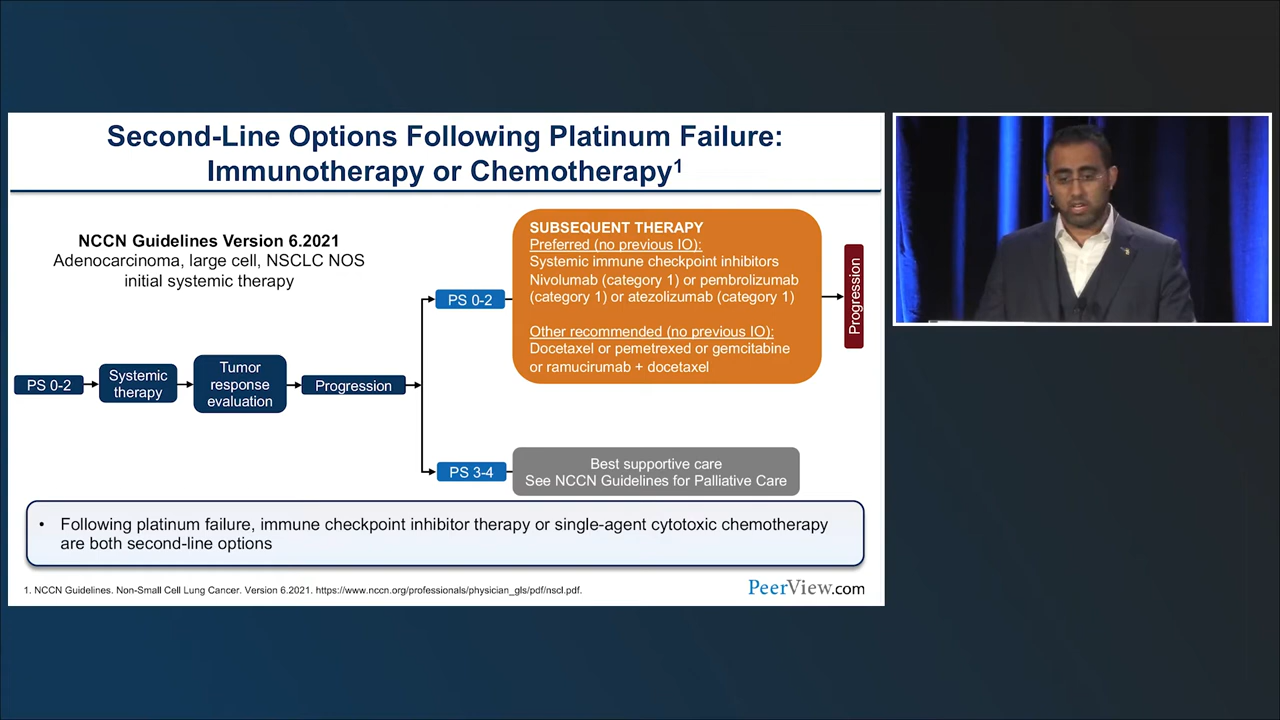 Second-Line Options Following Platinum Failure:
Immunotherapy or Chemotherapy¹
NCCN Guidelines Version 6.2021
Adenocarcinoma, large cell, NSCLC NOS
initial systemic therapy
PS 0-2
Systemic
therapy
Tumor
response
evaluation
Progression
PS 0-2
SUBSEQUENT THERAPY
Preferred (no previous IO):
Systemic immune checkpoint inhibitors
Nivolumab (category 1) or pembrolizumab
(category 1) or atezolizumab (category 1)
Other recommended (no previous IO):
Docetaxel or pemetrexed or gemcitabine
or ramucirumab + docetaxel
Progression
PS 3-4
Best supportive care
See NCCN Guidelines for Palliative Care
• Following platinum failure, immune checkpoint inhibitor therapy or single-agent cytotoxic chemotherapy
are both second-line options
1. NCCN Guidelines. Non-Small Cell Lung Cancer. Version 6.2021. https://www.nccn.org/professionals/physician_gls/pdf/nscl.pdf.
PeerView.com